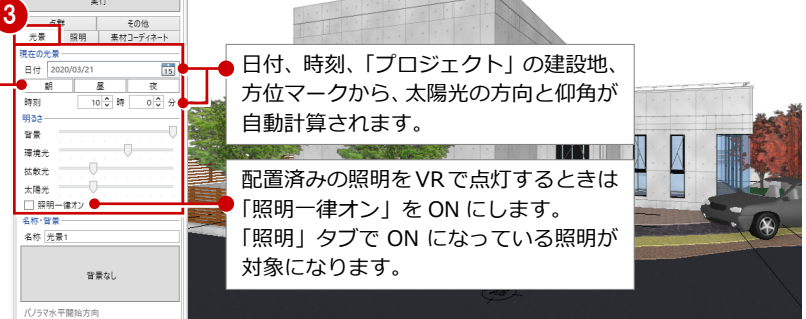 実行
3
点群 その他
光景 照明 素材コーディネート
現在の光景
日付 2020/03/21 15
朝 昼 夜
時刻 10 時 0 分
明るさ
背景
環境光
拡散光
太陽光
照明一律オン
名称・背景
名称 光景1
背景なし
パノラマ水平開始方向
日付、時刻、「プロジェクト」の建設地、
方位マークから、太陽光の方向と仰角が
自動計算されます。
配置済みの照明をVRで点灯するときは
「照明一律オン」を ON にします。
「照明」タブで ON になっている照明が
対象になります。